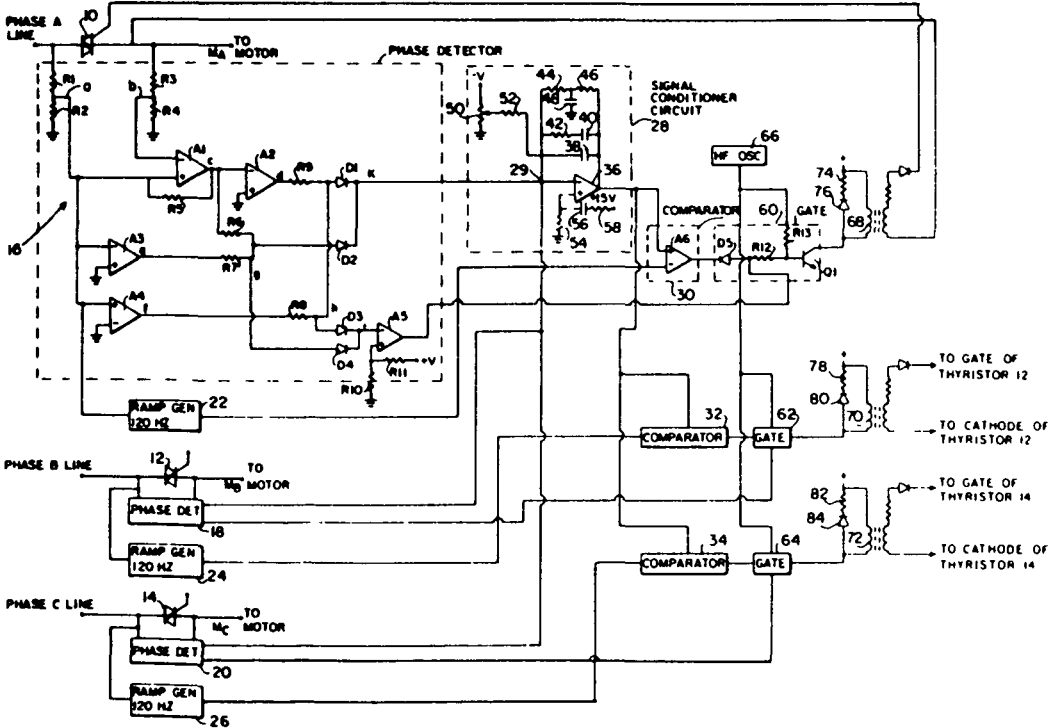 PHASE A
LINE
10
MA
TO
MOTOR
PHASE DETECTOR
R1
a
R2
b
R3
R4
A1
c
A2
d
R9
D1
K
R5
R6
D2
16
A3
e
R7
g
A4
f
R8
h
D3
D4
A5
R11
+V
R10
-V
50
52
44
46
48
42
40
38
29
36
+15V
56
58
54
SIGNAL
CONDITIONER
CIRCUIT
28
66
HF OSC
COMPARATOR
A6
30
60
GATE
R13
D5
R12
Q1
74
76
68
RAMP GEN
120 HZ
22
78
80
70
TO GATE OF
THYRISTOR 12
TO CATHODE OF
THYRISTOR 12
32
COMPARATOR
62
GATE
PHASE B LINE
12
MB
TO
MOTOR
PHASE DET
18
RAMP GEN
120 HZ
24
82
84
72
TO GATE OF
THYRISTOR 14
TO CATHODE OF
THYRISTOR 14
34
COMPARATOR
64
GATE
PHASE C LINE
14
MC
TO
MOTOR
PHASE DET
20
RAMP GEN
120 HZ
26